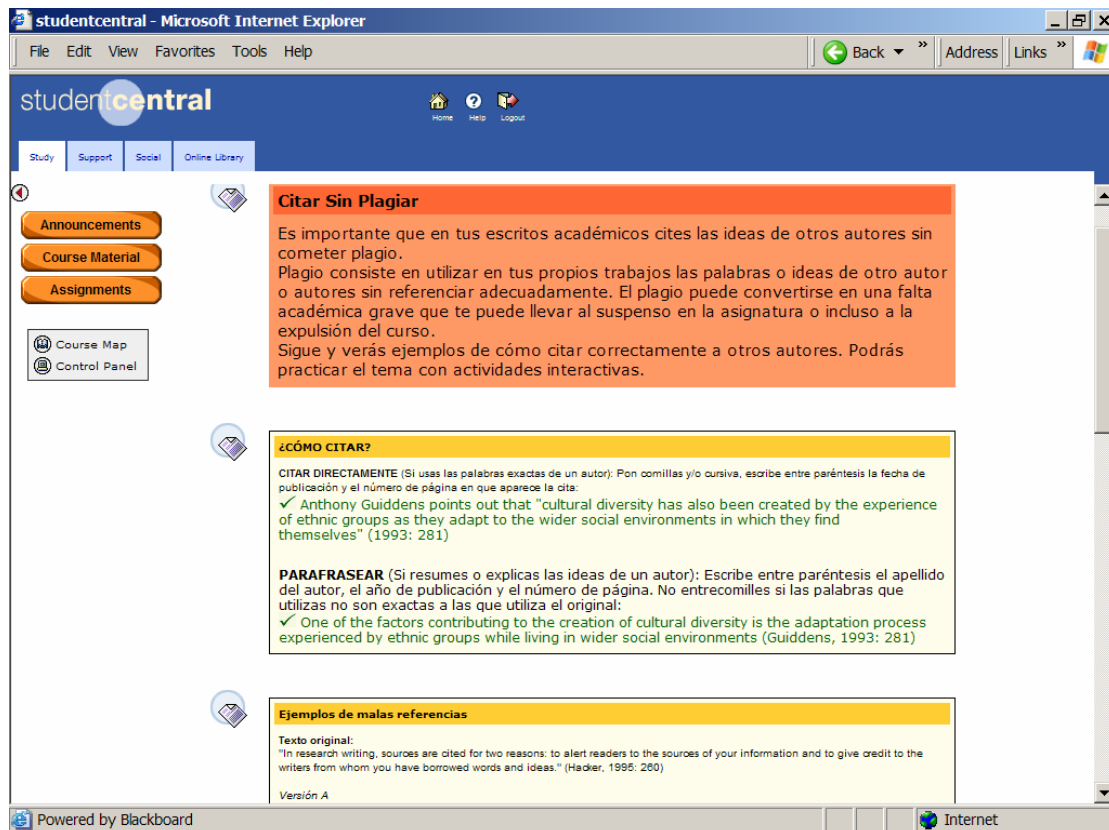 studentcentral - Microsoft Internet Explorer
File Edit View Favorites Tools Help
Back » Address Links »
studentcentral
Home Help Logout
Study Support Social Online Library
Announcements
Course Material
Assignments
Course Map
Control Panel
Citar Sin Plagiar
Es importante que en tus escritos académicos cites las ideas de otros autores sin
cometer plagio.
Plagio consiste en utilizar en tus propios trabajos las palabras o ideas de otro autor
o autores sin referenciar adecuadamente. El plagio puede convertirse en una falta
académica grave que te puede llevar al suspenso en la asignatura o incluso a la
expulsión del curso.
Sigue y verás ejemplos de cómo citar correctamente a otros autores. Podrás
practicar el tema con actividades interactivas.
¿CÓMO CITAR?
CITAR DIRECTAMENTE (Si usas las palabras exactas de un autor): Pon comillas y/o cursiva, escribe entre paréntesis la fecha de
publicación y el número de página en que aparece la cita:
✓ Anthony Guiddens points out that "cultural diversity has also been created by the experience
of ethnic groups as they adapt to the wider social environments in which they find
themselves" (1993: 281)
PARAFRASEAR (Si resumes o explicas las ideas de un autor): Escribe entre paréntesis el apellido
del autor, el año de publicación y el número de página. No entrecomilles si las palabras que
utilizas no son exactas a las que utiliza el original:
✓ One of the factors contributing to the creation of cultural diversity is the adaptation process
experienced by ethnic groups while living in wider social environments (Guiddens, 1993: 281)
Ejemplos de malas referencias
Texto original:
"In research writing, sources are cited for two reasons: to alert readers to the sources of your information and to give credit to the
writers from whom you have borrowed words and ideas." (Hacker, 1995: 260)
Versión A
Powered by Blackboard
Internet